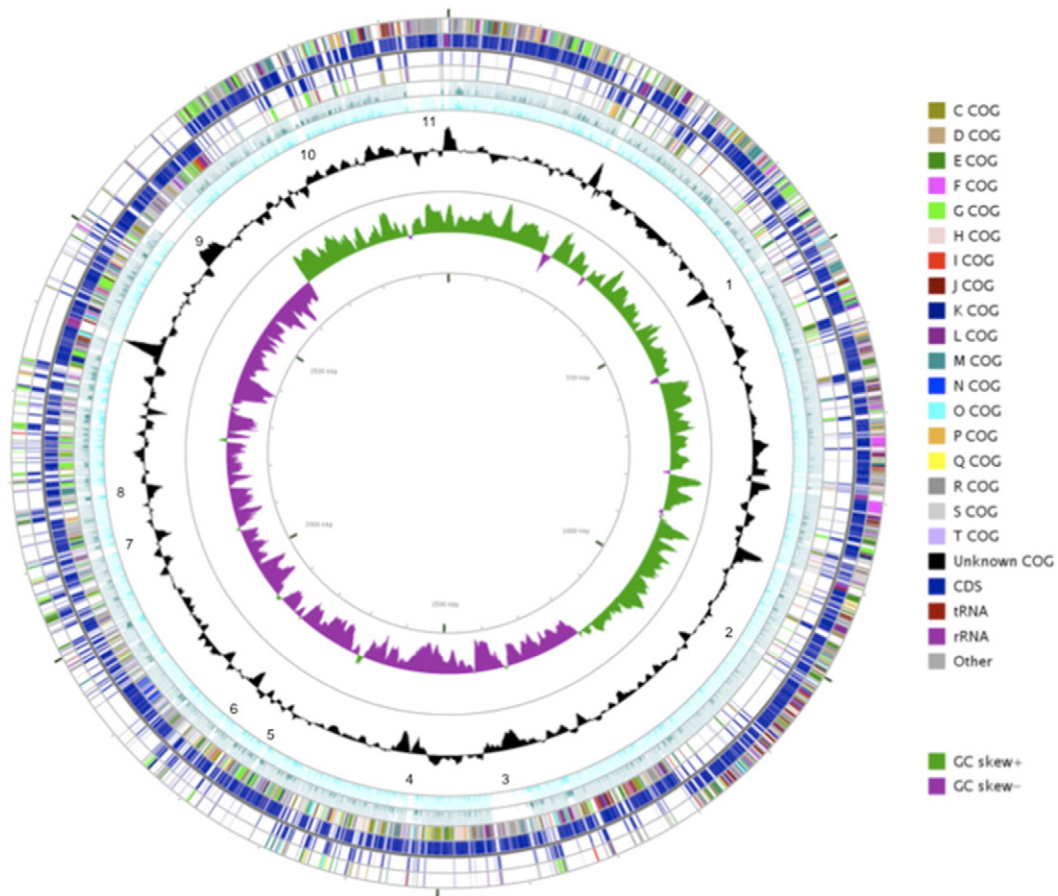 11
10
9
1
8
7
2
6
5
4
3
2500 kbp
500 kbp
2000 kbp
1000 kbp
C COG
D COG
E COG
F COG
G COG
H COG
I COG
J COG
K COG
L COG
M COG
N COG
O COG
P COG
Q COG
R COG
S COG
T COG
Unknown COG
CDS
tRNA
rRNA
Other
GC skew+
GC skew-